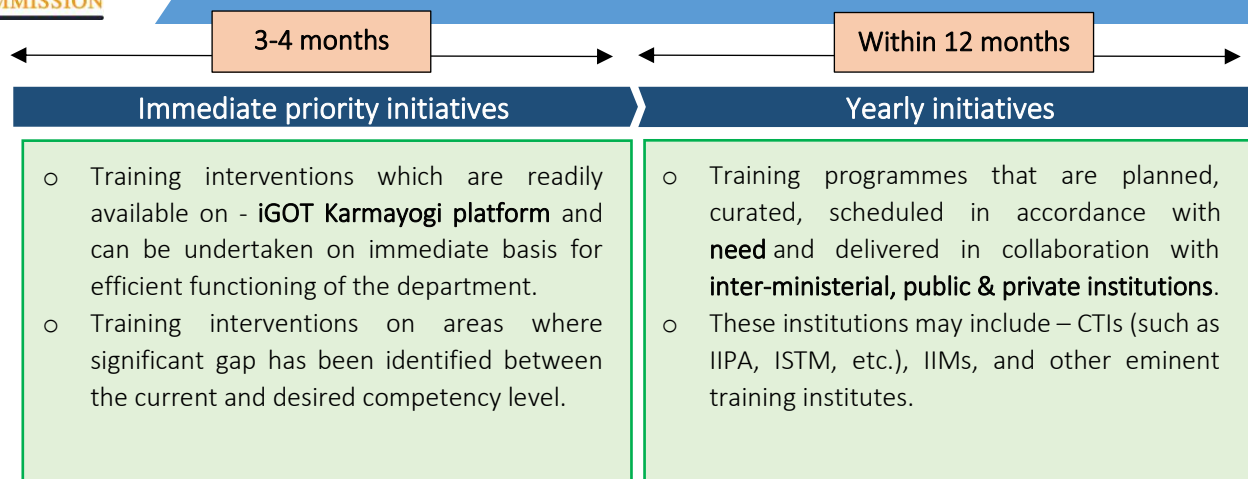 3-4 months
Within 12 months
Immediate priority initiatives
Yearly initiatives
o Training interventions which are readily
available on - iGOT Karmayogi platform and
can be undertaken on immediate basis for
efficient functioning of the department.
o Training interventions on areas where
significant gap has been identified between
the current and desired competency level.
o Training programmes that are planned,
curated, scheduled in accordance with
need and delivered in collaboration with
inter-ministerial, public & private institutions.
o These institutions may include – CTIs (such as
IIPA, ISTM, etc.), IIMs, and other eminent
training institutes.